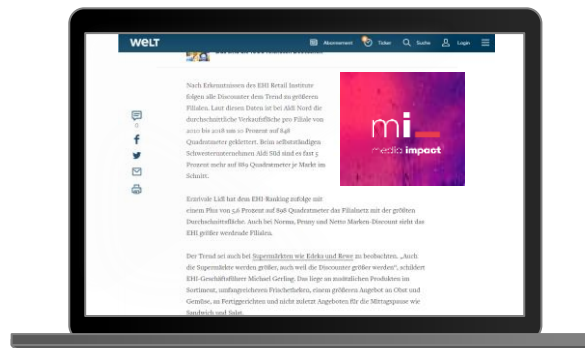 WELT
Abonnement Ticker Suche Login
Nach Erkenntnissen des EHI Retail Institute
folgen alle Discounter dem Trend zu größeren
Filialen. Laut diesen Daten ist bei Aldi Nord die
durchschnittliche Verkaufsfläche pro Filiale von
2010 bis 2018 um 10 Prozent auf 848
Quadratmeter geklettert. Beim selbstständigen
Schwesterunternehmen Aldi Süd sind es fast 5
Prozent mehr auf 889 Quadratmeter je Markt im
Schnitt.
mi_
media impact
0
Erzrivale Lidl hat dem EHI-Ranking zufolge mit
einem Plus von 5,6 Prozent auf 898 Quadratmeter das Filialnetz mit der größten
Durchschnittsfläche. Auch bei Norma, Penny und Netto Marken-Discount sieht das
EHI größer werdende Filialen.
Der Trend sei auch bei Supermärkten wie Edeka und Rewe zu beobachten. „Auch
die Supermärkte werden größer, auch weil die Discounter größer werden“, schildert
EHI-Geschäftsführer Michael Gerling. Das liege an zusätzlichen Produkten im
Sortiment, umfangreicheren Frischetheken, einem größeren Angebot an Obst und
Gemüse, an Fertiggerichten und nicht zuletzt Angeboten für die Mittagspause wie
Sandwich und Salat.